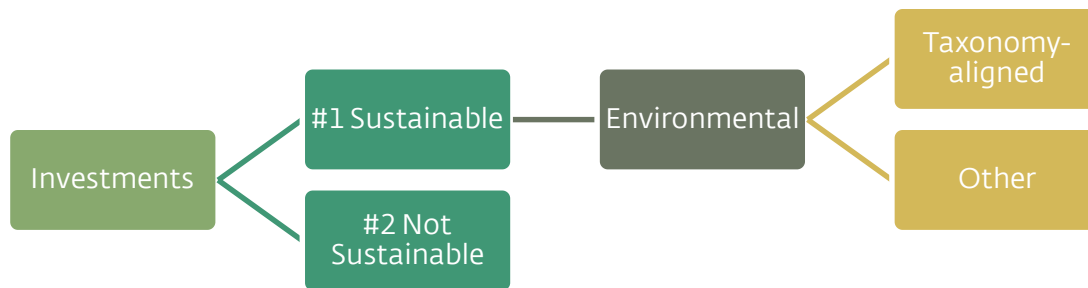 Investments
#1 Sustainable
#2 Not
Sustainable
Environmental
Taxonomy-
aligned
Other